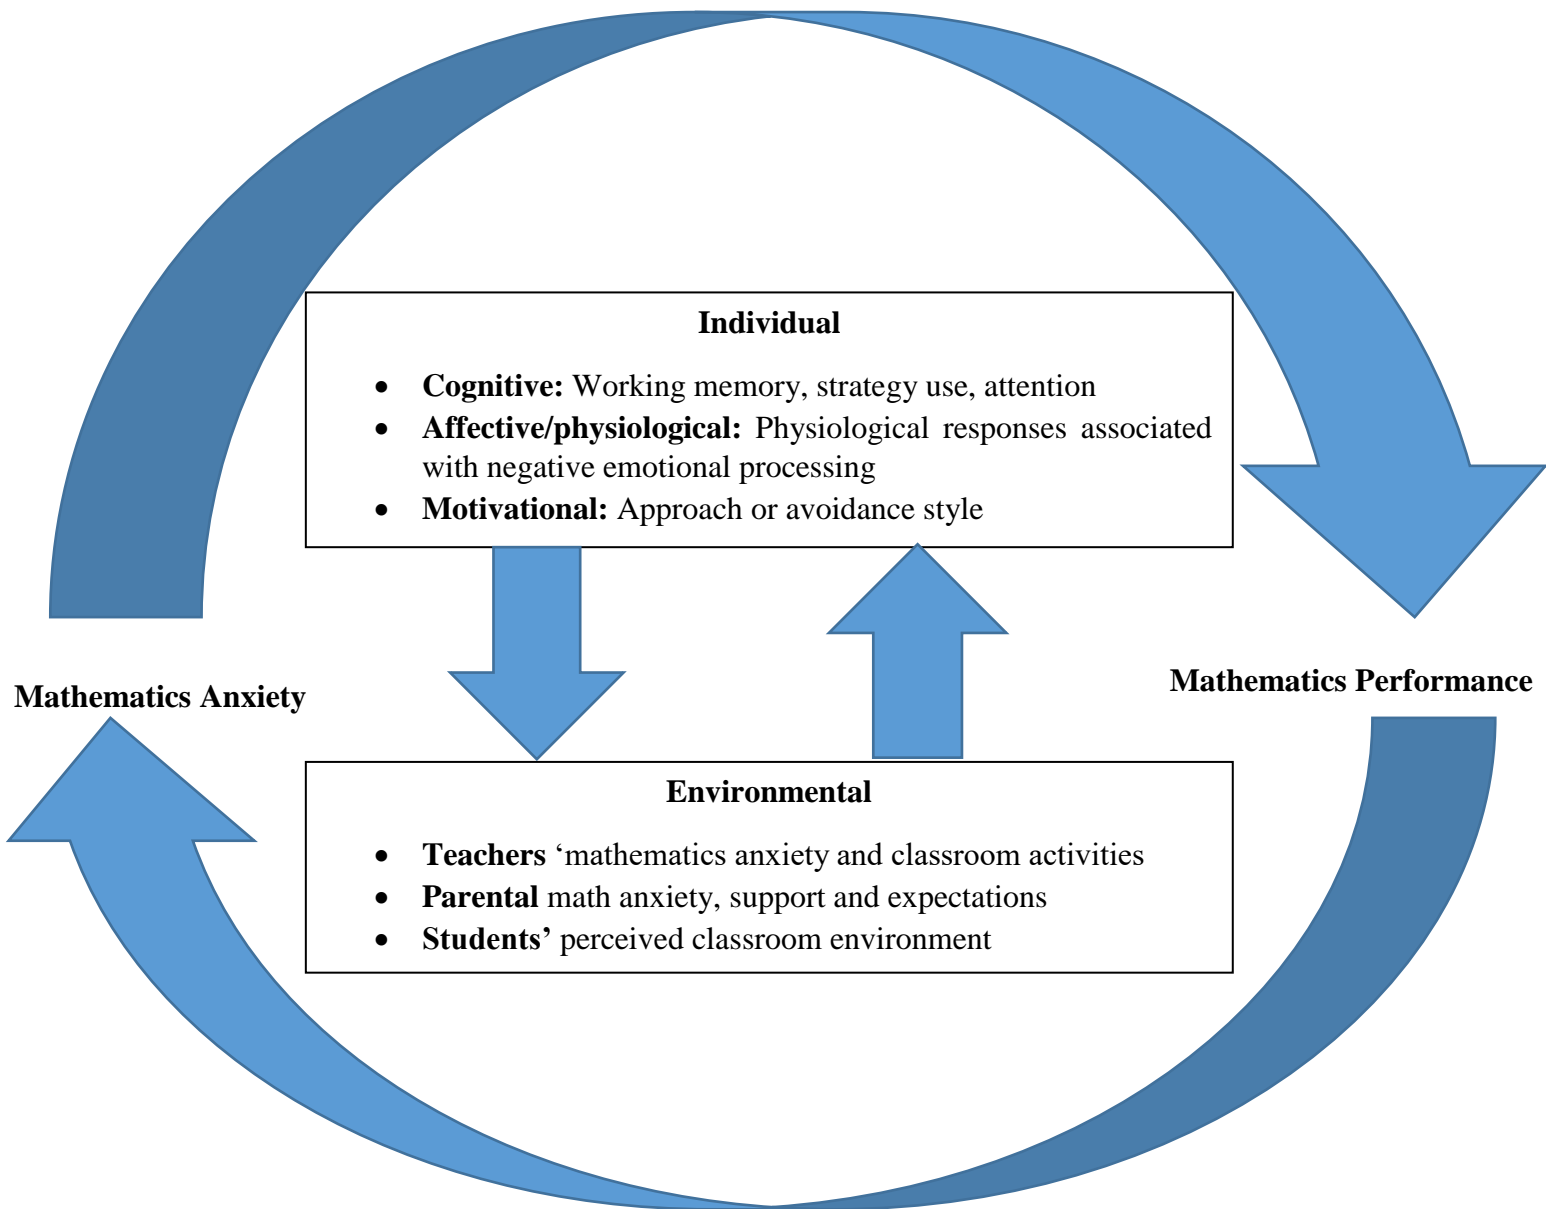 Individual
• Cognitive: Working memory, strategy use, attention
• Affective/physiological: Physiological responses associated
with negative emotional processing
• Motivational: Approach or avoidance style
Mathematics Anxiety
Mathematics Performance
Environmental
• Teachers ‘mathematics anxiety and classroom activities
• Parental math anxiety, support and expectations
• Students’ perceived classroom environment